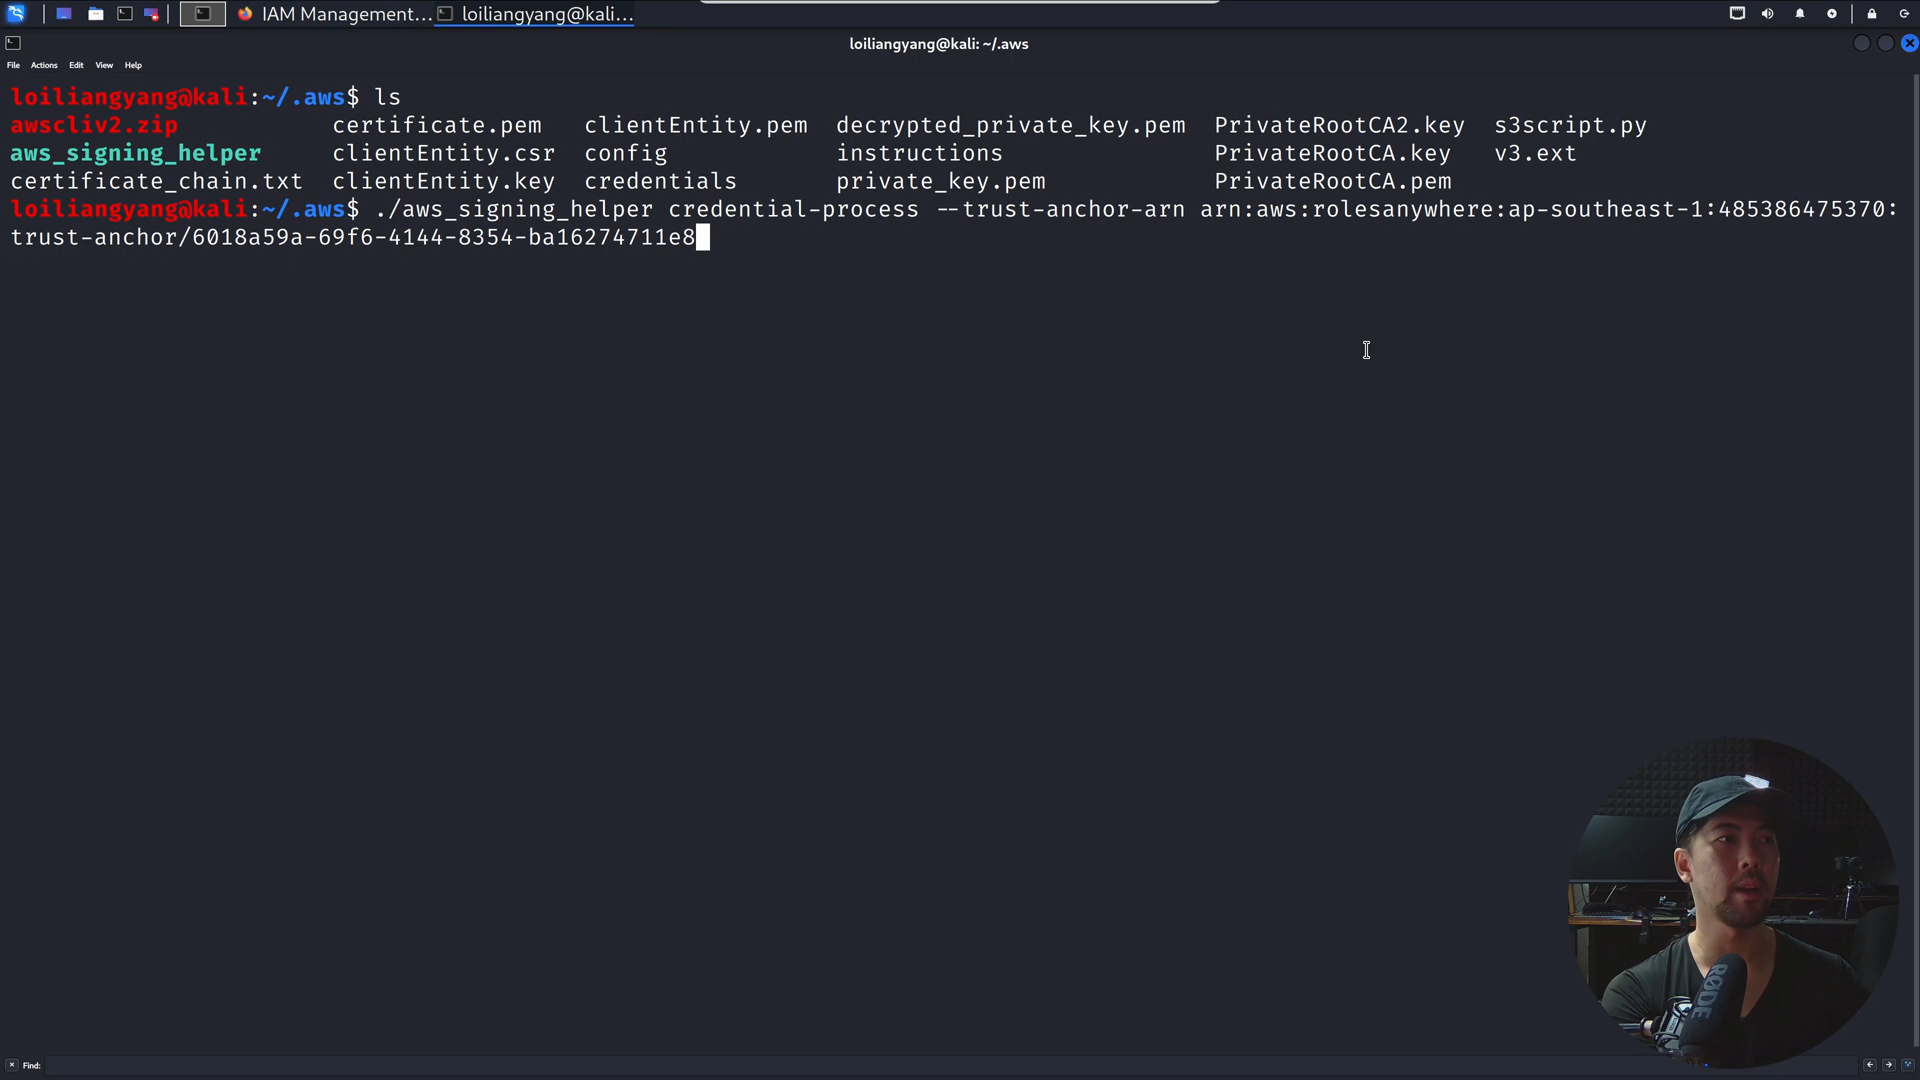 IAM Management...
loiliangyang@kali...
loiliangyang@kali: ~/.aws
File Actions Edit View Help
loiliangyang@kali:~/.aws$ ls
awscliv2.zip certificate.pem clientEntity.pem decrypted_private_key.pem PrivateRootCA2.key s3script.py
aws_signing_helper clientEntity.csr config instructions PrivateRootCA.key v3.ext
certificate_chain.txt clientEntity.key credentials private_key.pem PrivateRootCA.pem
loiliangyang@kali:~/.aws$ ./aws_signing_helper credential-process --trust-anchor-arn arn:aws:rolesanywhere:ap-southeast-1:485386475370:
trust-anchor/6018a59a-69f6-4144-8354-ba16274711e8
RØDE
Find: